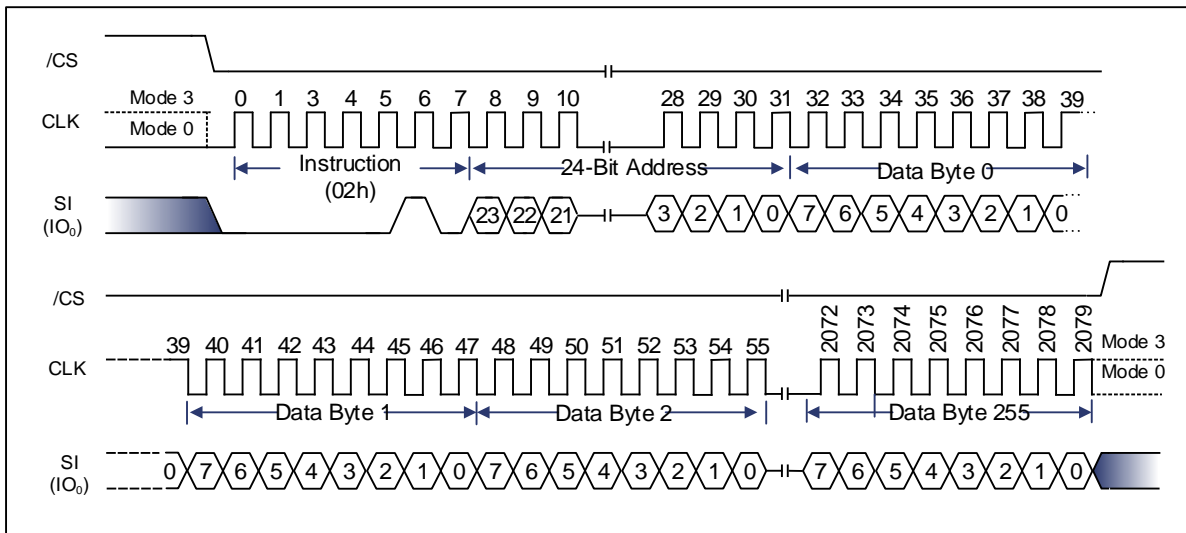 /CS
Mode 3
0 1 3 4 5 6 7 8 9 10 28 29 30 31 32 33 34 35 36 37 38 39
CLK
Mode 0
Instruction
(02h)
24-Bit Address
Data Byte 0
SI
(IO₀)
23 22 21 3 2 1 0 7 6 5 4 3 2 1 0
/CS
39 40 41 42 43 44 45 46 47 48 49 50 51 52 53 54 55 2072 2073 2074 2075 2076 2077 2078 2079
Mode 3
CLK
Mode 0
Data Byte 1
Data Byte 2
Data Byte 255
SI
(IO₀)
0 7 6 5 4 3 2 1 0 7 6 5 4 3 2 1 0 7 6 5 4 3 2 1 0